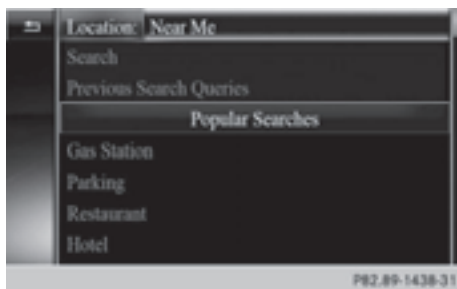 Location: Near Me
Search
Previous Search Queries
Popular Searches
Gas Station
Parking
Restaurant
Hotel
P82.89-1438-31